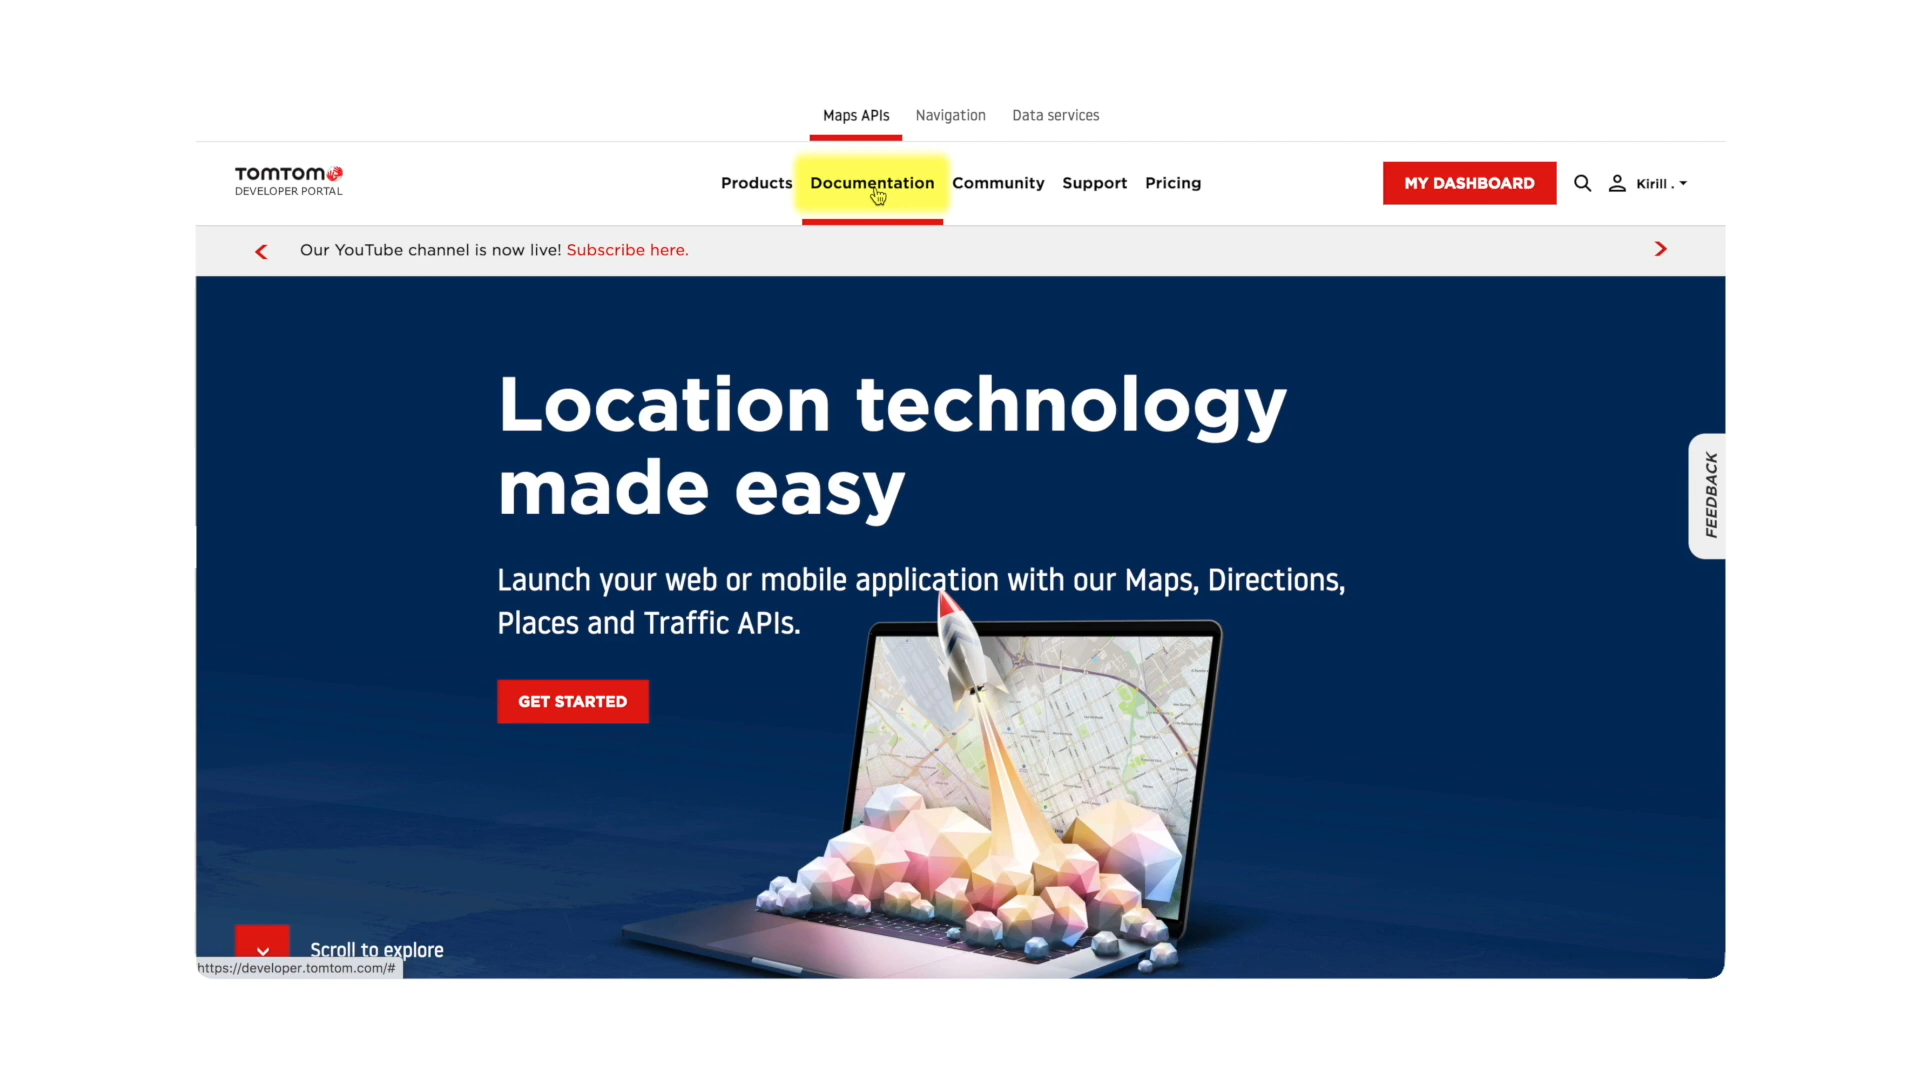 Maps APIs Navigation Data services
TOMTOM
DEVELOPER PORTAL
Products Documentation Community Support Pricing
MY DASHBOARD
Kirill .
Our YouTube channel is now live! Subscribe here.
Location technology
made easy
Launch your web or mobile application with our Maps, Directions,
Places and Traffic APIs.
GET STARTED
FEEDBACK
Scroll to explore
https://developer.tomtom.com/#